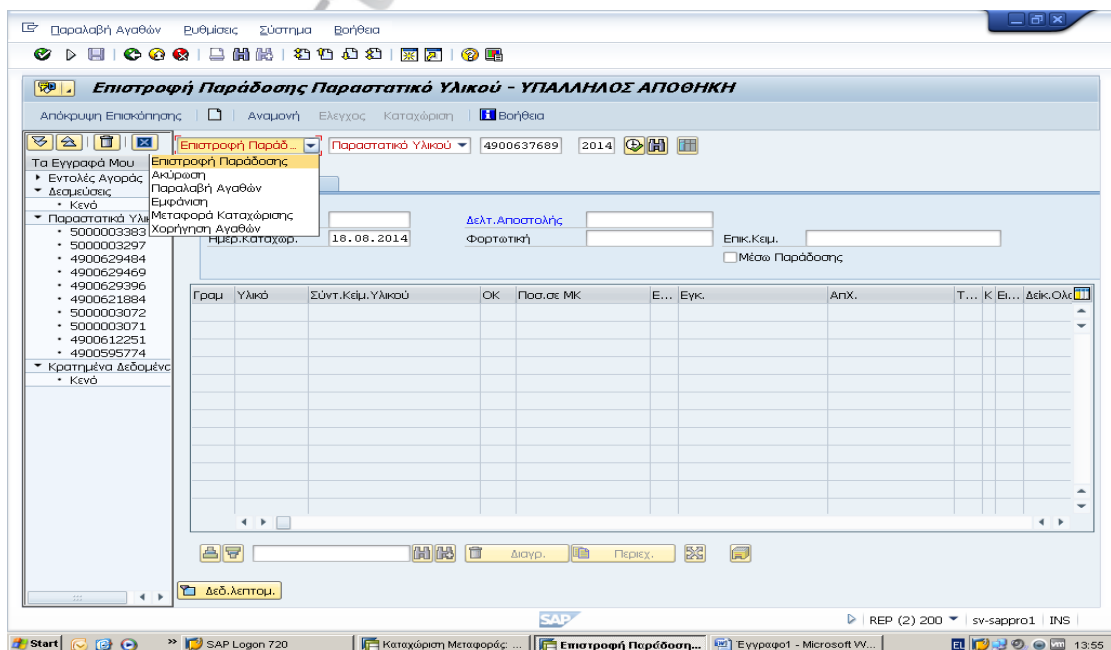 Παραλαβή Αγαθών Ρυθμίσεις Σύστημα Βοήθεια
Επιστροφή Παράδοσης Παραστατικό Υλικού - ΥΠΑΛΛΗΛΟΣ ΑΠΟΘΗΚΗ
Απόκρυψη Επισκόπησης Αναμονή Ελεγχος Καταχώριση Βοήθεια
Επιστροφή Παράδ... Παραστατικό Υλικού 4900637689 2014
Τα Εγγραφά Μου
Επιστροφή Παράδοσης
Ακύρωση
Παραλαβή Αγαθών
Εμφάνιση
Μεταφορά Καταχώρισης
Χορήγηση Αγαθών
Εντολές Αγοράς
Δεσμεύσεις
Κενό
Παραστατικά Υλι
5000003383
5000003297
4900629484
4900629469
4900629396
4900621884
5000003072
5000003071
4900612251
4900595774
Κρατημένα Δεδομένα
Κενό
Δελτ.Αποστολής
Ημερ.Καταχώρ. 18.08.2014 Φορτωτική Επικ.Κειμ.
Μέσω Παράδοσης
Γραμ Υλικό Σύντ.Κείμ.Υλικού OK Ποσ.σε ΜΚ Ε... Εγκ. ΑπΧ. Τ... Κ Ει... Δείκ.Ολο
Διαγρ. Περιεχ.
Δεδ.λεπτομ.
SAP REP (2) 200 sv-sappro1 INS
Start » SAP Logon 720 Καταχώριση Μεταφοράς: ... Επιστροφή Παράδοση... Έγγραφο1 - Microsoft W... EL 13:55